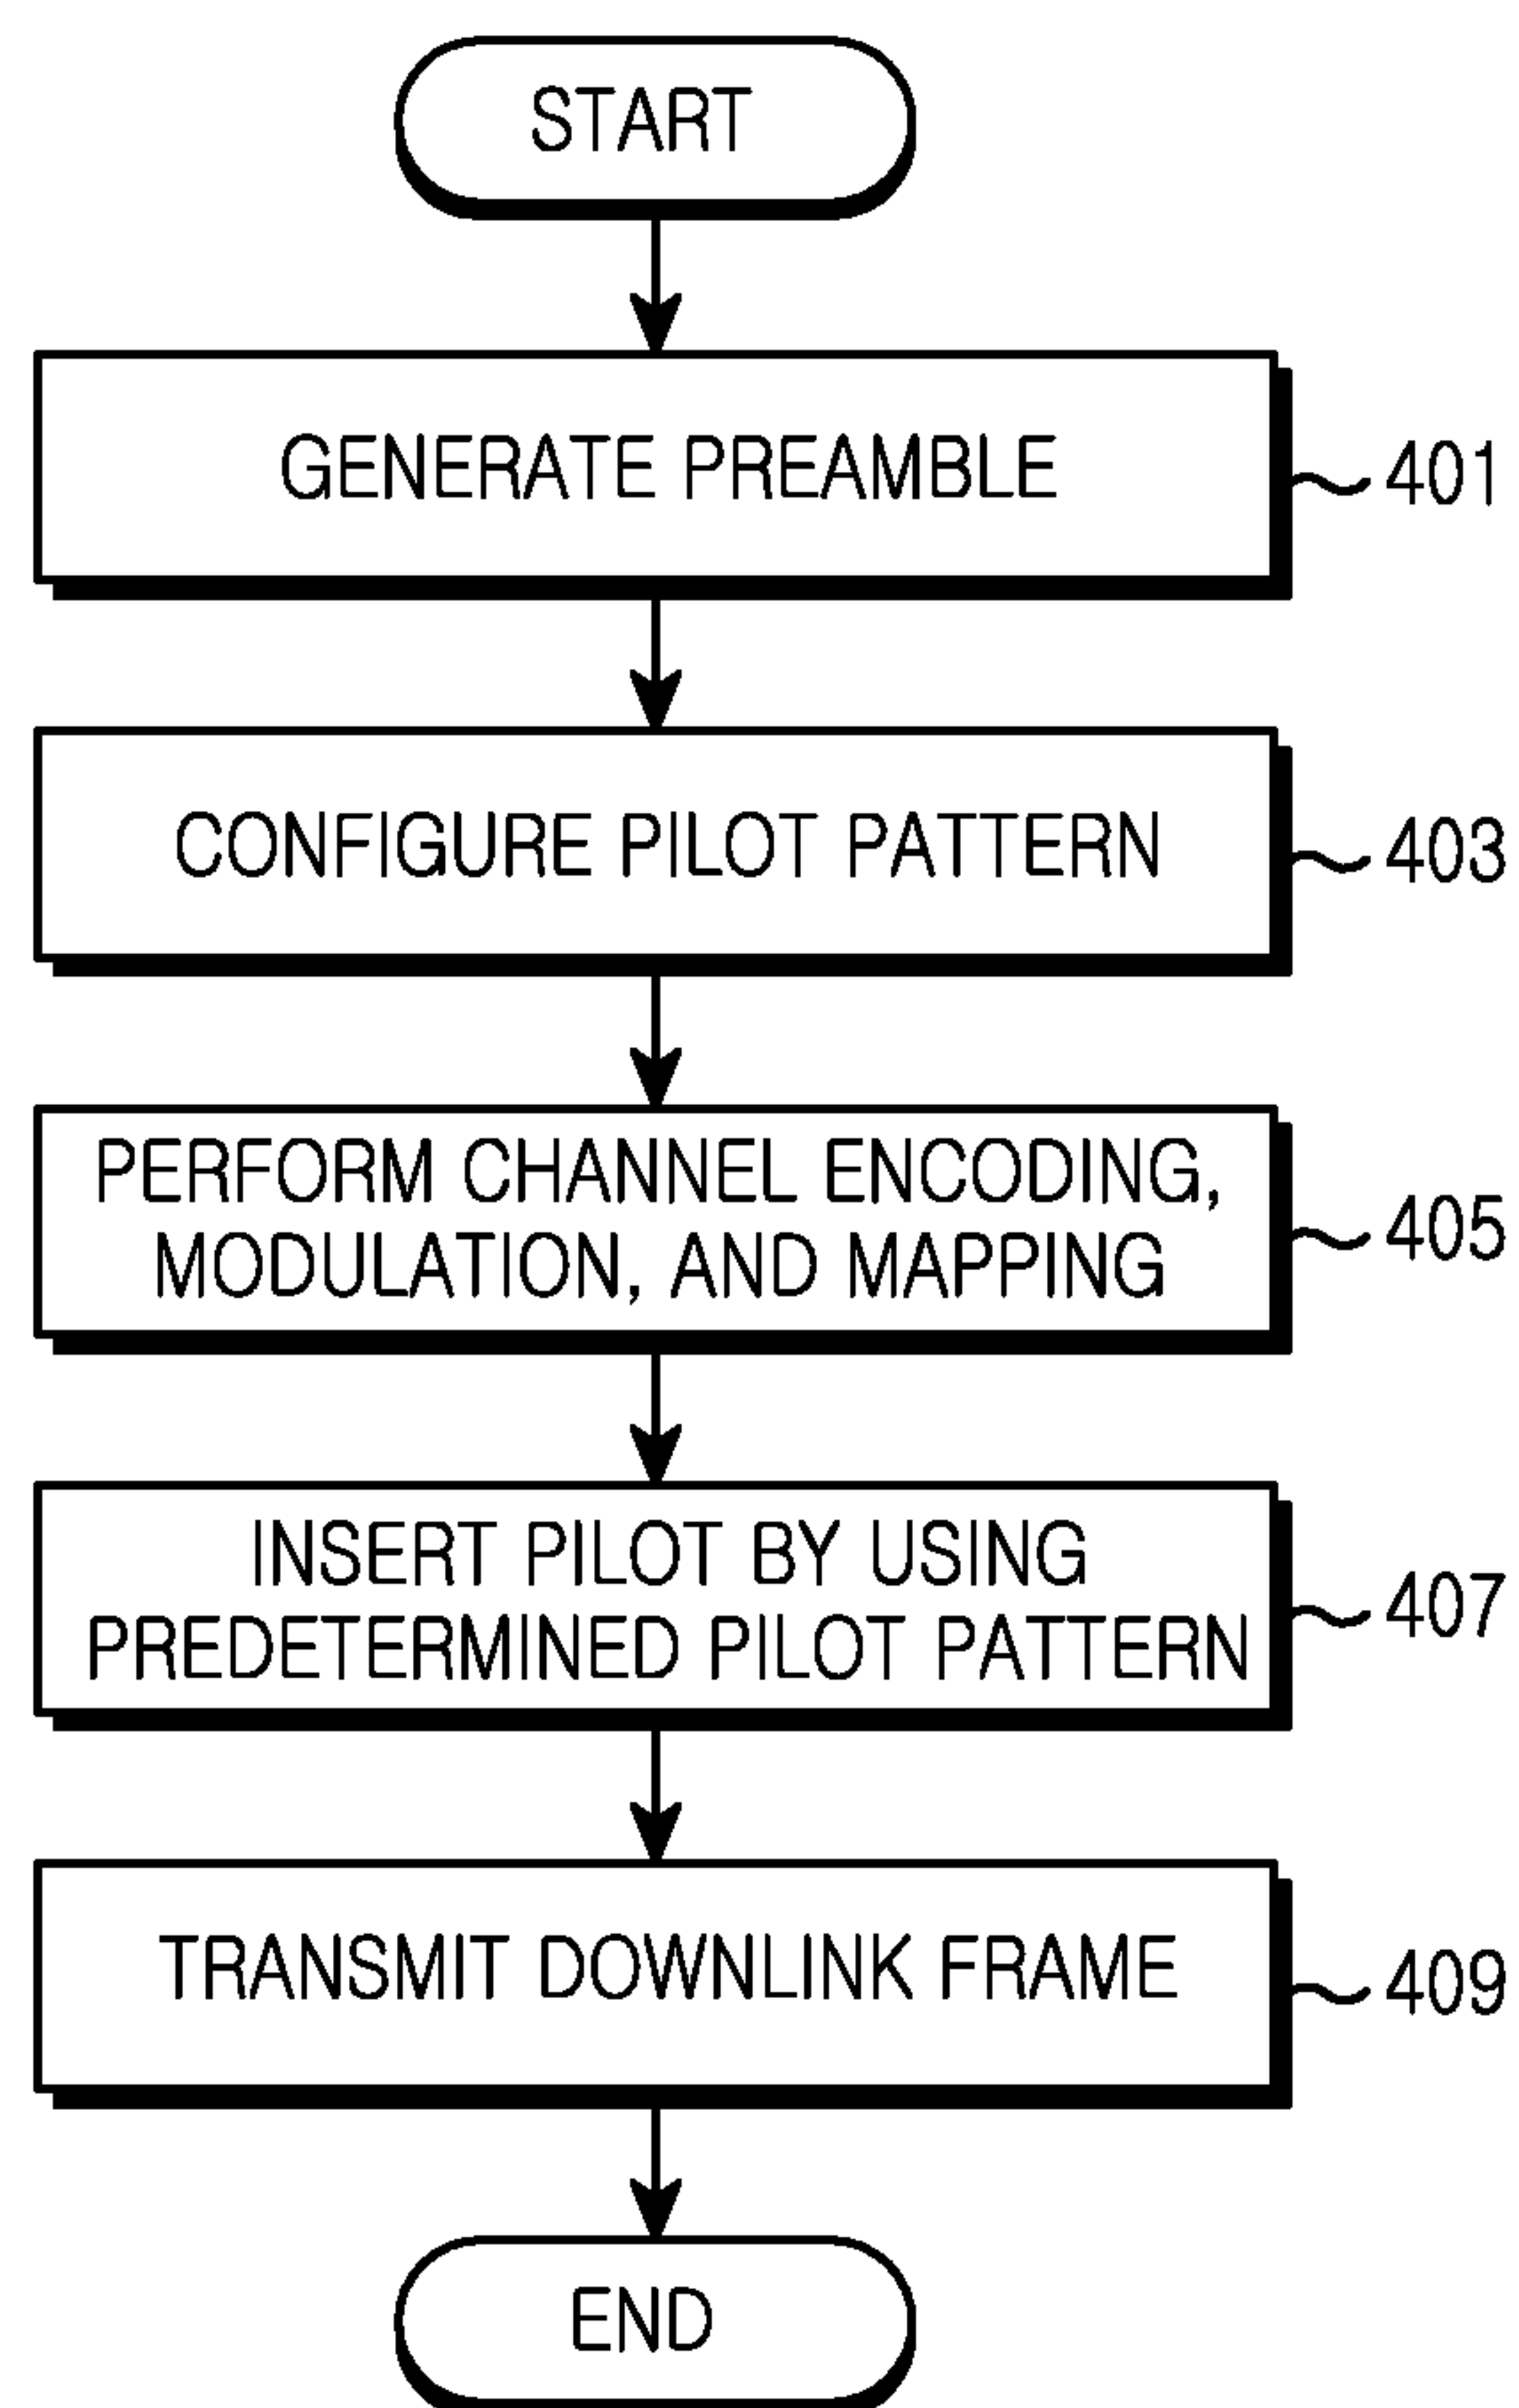 START
GENERATE PREAMBLE
401
CONFIGURE PILOT PATTERN
403
PERFORM CHANNEL ENCODING,
MODULATION, AND MAPPING
405
INSERT PILOT BY USING
PREDETERMINED PILOT PATTERN
407
TRANSMIT DOWNLINK FRAME
409
END